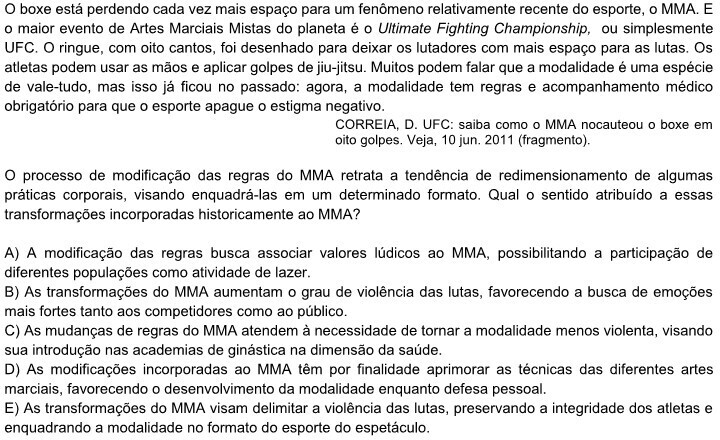 O boxe está perdendo cada vez mais espaço para um fenômeno relativamente recente do esporte, o MMA. E
o maior evento de Artes Marciais Mistas do planeta é o Ultimate Fighting Championship, ou simplesmente
UFC. O ringue, com oito cantos, foi desenhado para deixar os lutadores com mais espaço para as lutas. Os
atletas podem usar as mãos e aplicar golpes de jiu-jitsu. Muitos podem falar que a modalidade é uma espécie
de vale-tudo, mas isso já ficou no passado: agora, a modalidade tem regras e acompanhamento médico
obrigatório para que o esporte apague o estigma negativo.
CORREIA, D. UFC: saiba como o MMA nocauteou o boxe em
oito golpes. Veja, 10 jun. 2011 (fragmento).
O processo de modificação das regras do MMA retrata a tendência de redimensionamento de algumas
práticas corporais, visando enquadrá-las em um determinado formato. Qual o sentido atribuído a essas
transformações incorporadas historicamente ao MMA?
A) A modificação das regras busca associar valores lúdicos ao MMA, possibilitando a participação de
diferentes populações como atividade de lazer.
B) As transformações do MMA aumentam o grau de violência das lutas, favorecendo a busca de emoções
mais fortes tanto aos competidores como ao público.
C) As mudanças de regras do MMA atendem à necessidade de tornar a modalidade menos violenta, visando
sua introdução nas academias de ginástica na dimensão da saúde.
D) As modificações incorporadas ao MMA têm por finalidade aprimorar as técnicas das diferentes artes
marciais, favorecendo o desenvolvimento da modalidade enquanto defesa pessoal.
E) As transformações do MMA visam delimitar a violência das lutas, preservando a integridade dos atletas e
enquadrando a modalidade no formato do esporte do espetáculo.